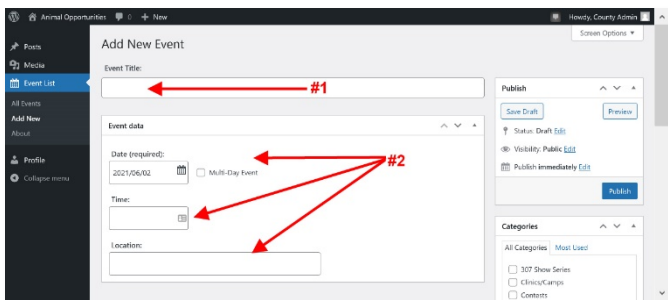 Animal Opportunities 0 + New Howdy, County Admin
Screen Options ▼
Posts
Media
Event List
All Events
Add New
About
Profile
Collapse menu
Add New Event
Event Title:
#1
Event data
Date (required):
2021/06/02 Multi-Day Event
#2
Time:
Location:
Publish
Save Draft Preview
Status: Draft Edit
Visibility: Public Edit
Publish immediately Edit
Publish
Categories
All Categories Most Used
307 Show Series
Clinics/Camps
Contests